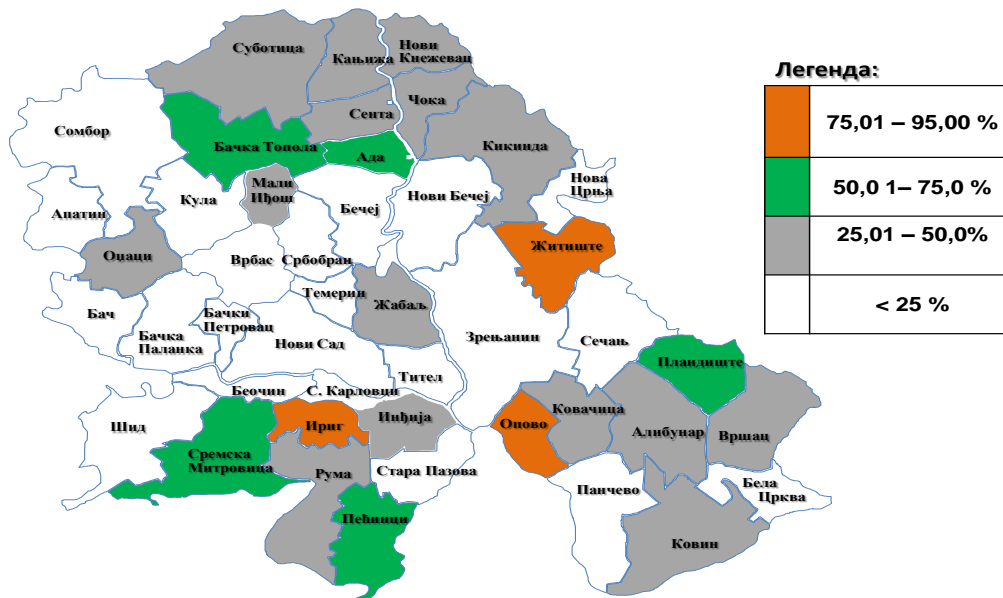 Суботица
Кањижа
Нови
Кнежевац
Чока
Сента
Сомбор
Бачка Топола
Ада
Кикинда
Нова
Црња
Мали
Иђош
Апатин
Кула
Бечеј
Нови Бечеј
Житиште
Оџаци
Врбас
Србобран
Темерин
Жабаљ
Бач
Бачка
Паланка
Бачки
Петровац
Нови Сад
Зрењанин
Сечањ
Пландиште
Тител
Беочин
С. Карловци
Шид
Ириг
Инђија
Опово
Ковачица
Алибунар
Вршац
Сремска
Митровица
Рума
Стара Пазова
Панчево
Бела
Црква
Пећинци
Ковин
Легенда:
75,01 – 95,00 %
50,0 1– 75,0 %
25,01 – 50,0%
< 25 %